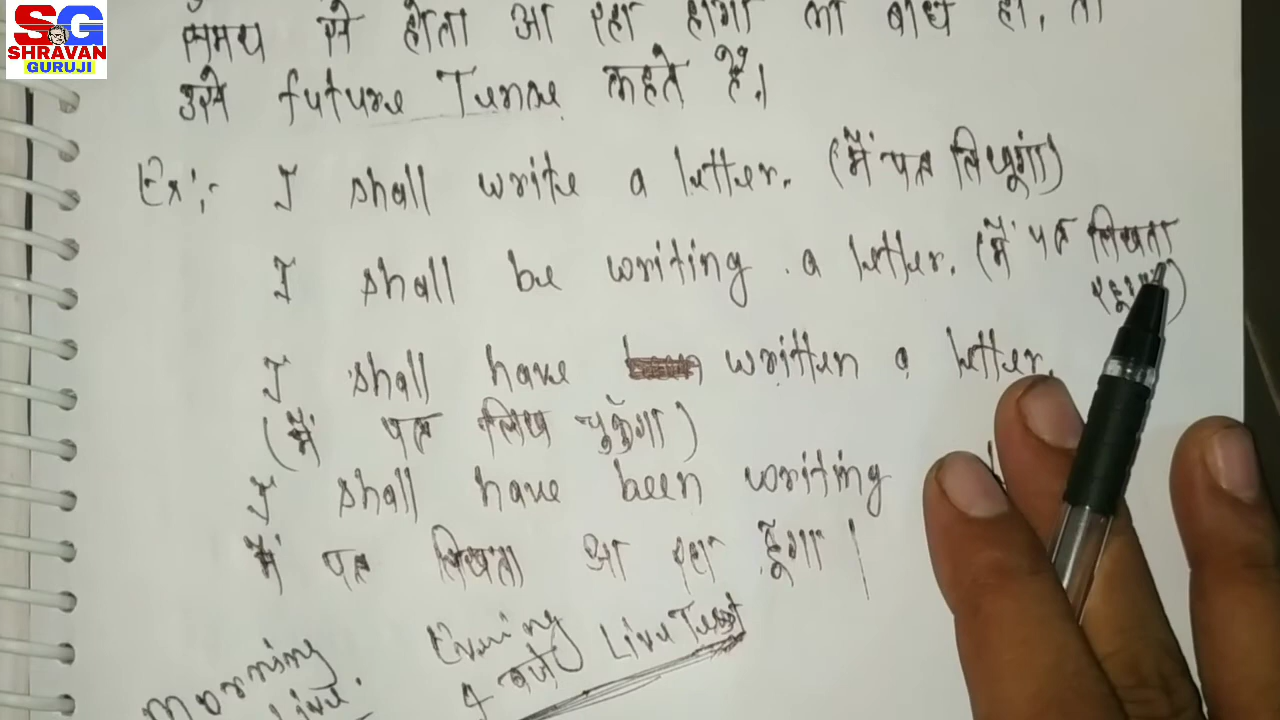 SG
SHRAVAN
GURUJI
समय से होता आ रहा होगा का बोध हो, तो
उसे future Tense कहते हैं।
Ex:- I shall write a letter. (मैं पत्र लिखूंगा)
I shall be writing a letter. (मैं पत्र लिखता
रहूंगा)
I shall have written a letter.
(मैं पत्र लिख चुकुँगा)
I shall have been writing
मैं पत्र लिखता आ रहा हूँगा।
Morning Evening Live Test
Live. 4 बजे